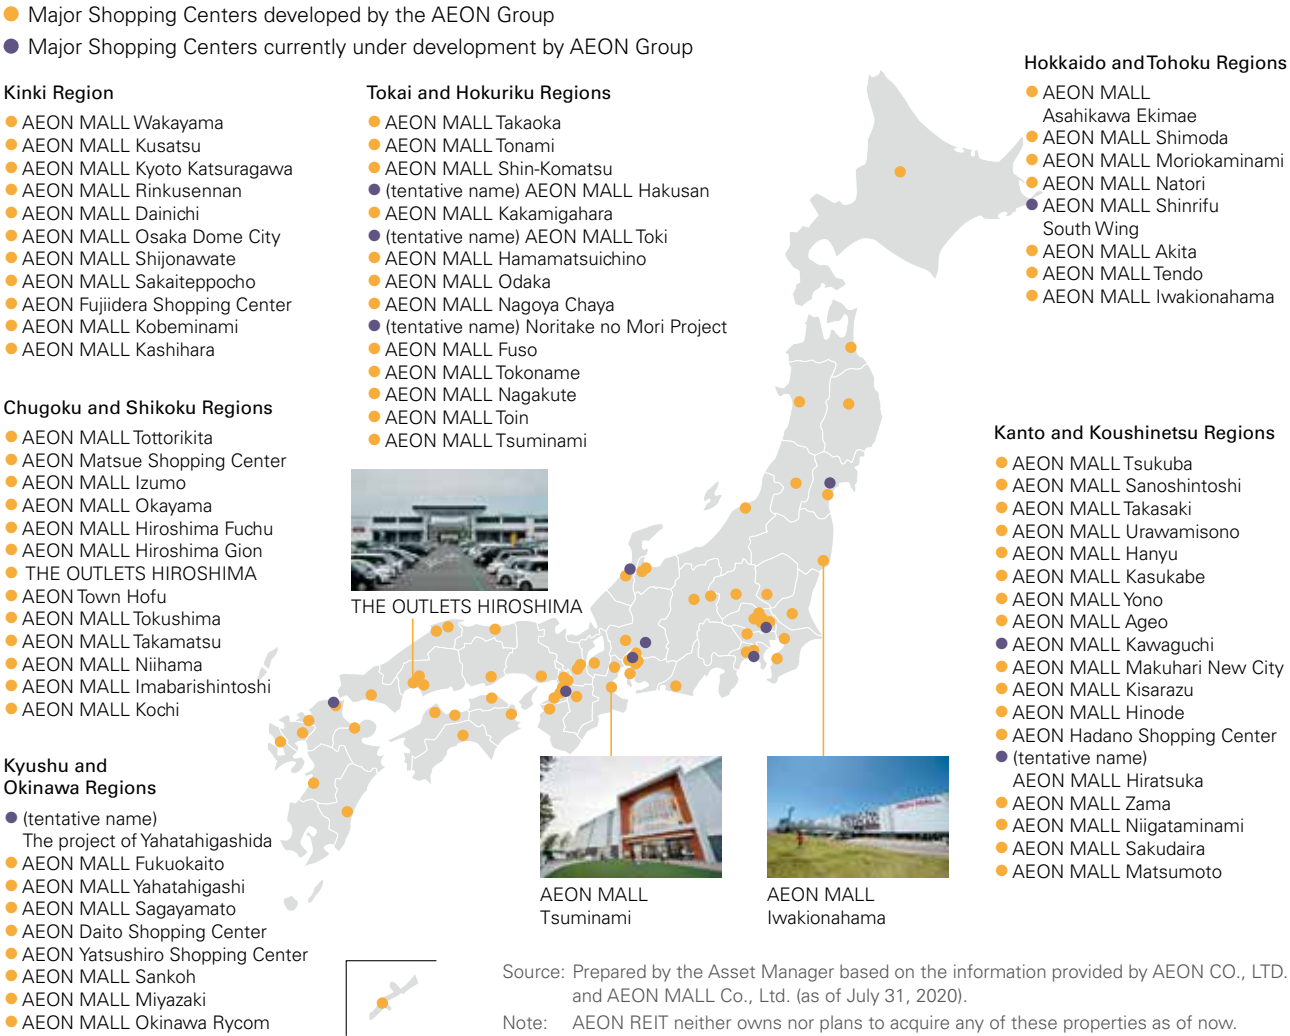 Major Shopping Centers developed by the AEON Group
Major Shopping Centers currently under development by AEON Group
Kinki Region
AEON MALL Wakayama
AEON MALL Kusatsu
AEON MALL Kyoto Katsuragawa
AEON MALL Rinkusennan
AEON MALL Dainichi
AEON MALL Osaka Dome City
AEON MALL Shijonawate
AEON MALL Sakaiteppocho
AEON Fujiidera Shopping Center
AEON MALL Kobeminami
AEON MALL Kashihara
Chugoku and Shikoku Regions
AEON MALL Tottorikita
AEON Matsue Shopping Center
AEON MALL Izumo
AEON MALL Okayama
AEON MALL Hiroshima Fuchu
AEON MALL Hiroshima Gion
THE OUTLETS HIROSHIMA
AEON Town Hofu
AEON MALL Tokushima
AEON MALL Takamatsu
AEON MALL Niihama
AEON MALL Imabarishintoshi
AEON MALL Kochi
Kyushu and
Okinawa Regions
(tentative name)
The project of Yahatahigashida
AEON MALL Fukuokaito
AEON MALL Yahatahigashi
AEON MALL Sagayamato
AEON Daito Shopping Center
AEON Yatsushiro Shopping Center
AEON MALL Sankoh
AEON MALL Miyazaki
AEON MALL Okinawa Rycom
Tokai and Hokuriku Regions
AEON MALL Takaoka
AEON MALL Tonami
AEON MALL Shin-Komatsu
(tentative name) AEON MALL Hakusan
AEON MALL Kakamigahara
(tentative name) AEON MALL Toki
AEON MALL Hamamatsuichino
AEON MALL Odaka
AEON MALL Nagoya Chaya
(tentative name) Noritake no Mori Project
AEON MALL Fuso
AEON MALL Tokoname
AEON MALL Nagakute
AEON MALL Toin
AEON MALL Tsuminami
THE OUTLETS HIROSHIMA
AEON MALL
Tsuminami
AEON MALL
Iwakionahama
Hokkaido and Tohoku Regions
AEON MALL
Asahikawa Ekimae
AEON MALL Shimoda
AEON MALL Moriokaminami
AEON MALL Natori
AEON MALL Shinrifu
South Wing
AEON MALL Akita
AEON MALL Tendo
AEON MALL Iwakionahama
Kanto and Koushinetsu Regions
AEON MALL Tsukuba
AEON MALL Sanoshintoshi
AEON MALL Takasaki
AEON MALL Urawamisono
AEON MALL Hanyu
AEON MALL Kasukabe
AEON MALL Yono
AEON MALL Ageo
AEON MALL Kawaguchi
AEON MALL Makuhari New City
AEON MALL Kisarazu
AEON MALL Hinode
AEON Hadano Shopping Center
(tentative name)
AEON MALL Hiratsuka
AEON MALL Zama
AEON MALL Niigataminami
AEON MALL Sakudaira
AEON MALL Matsumoto
Source: Prepared by the Asset Manager based on the information provided by AEON CO., LTD.
and AEON MALL Co., Ltd. (as of July 31, 2020).
Note: AEON REIT neither owns nor plans to acquire any of these properties as of now.